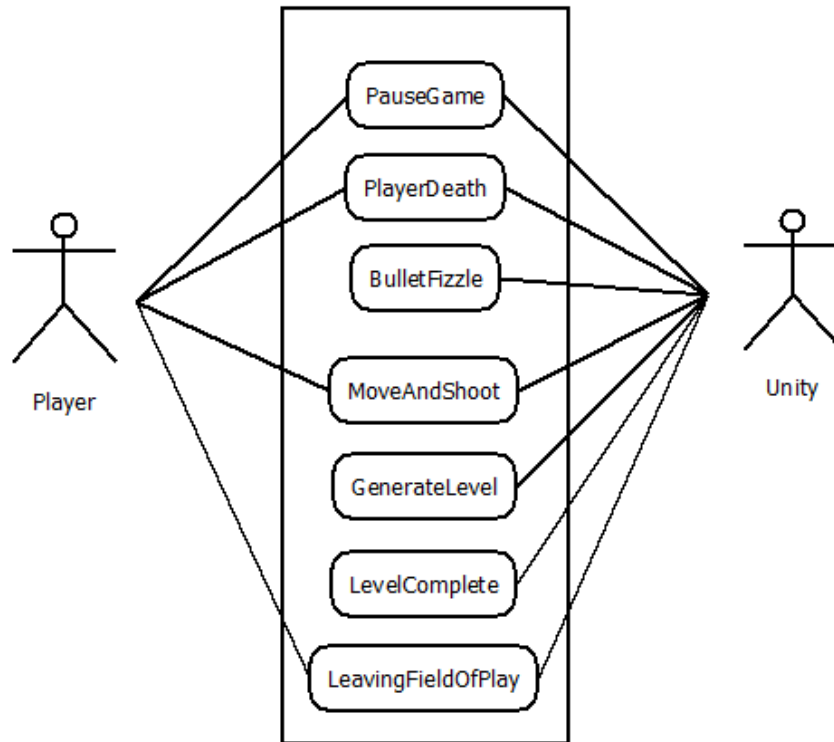 PauseGame
PlayerDeath
BulletFizzle
MoveAndShoot
Player
Unity
GenerateLevel
LevelComplete
LeavingFieldOfPlay